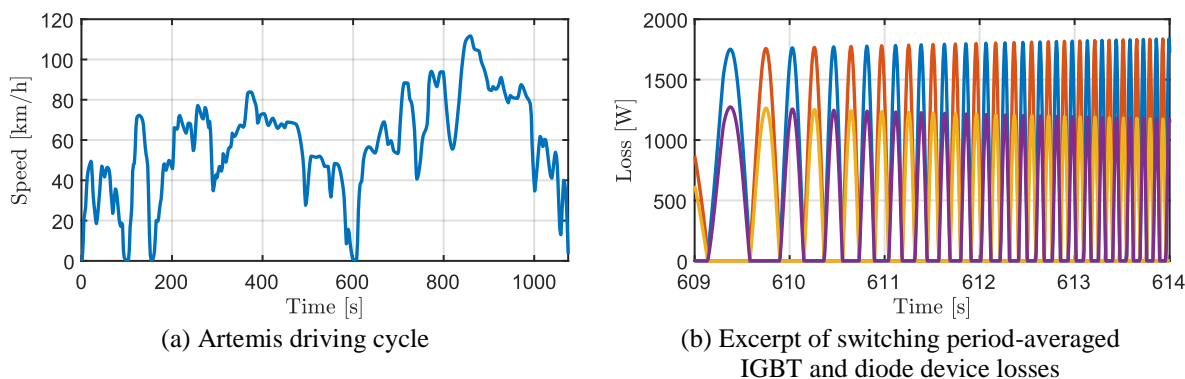 120
100
80
60
40
20
0
Speed [km/h]
0 200 400 600 800 1000
Time [s]
(a) Artemis driving cycle
2000
1500
1000
500
0
Loss [W]
609 610 611 612 613 614
Time [s]
(b) Excerpt of switching period-averaged
IGBT and diode device losses